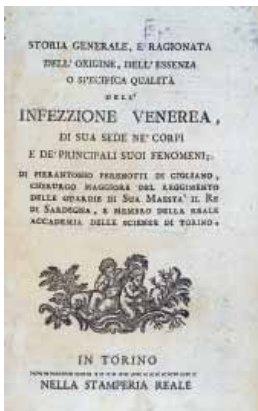 STORIA GENERALE, E RAGIONATA
DELL' ORIGINE, DELL' ESSENZA
O SPECIFICA QUALITÀ
DELL'
INFEZZIONE VENEREA,
DI SUA SEDE NE' CORPI
E DE' PRINCIPALI SUOI FENOMENI;
DI PIERANTONIO PERENOTTI DI CIGLIANO,
CHIRURGO MAGGIORE DEL REGGIMENTO
DELLE GUARDIE DI SUA MAESTA' IL RE
DI SARDEGNA, E MEMBRO DELLA REALE
ACCADEMIA DELLE SCIENZE DI TORINO.
IN TORINO
NELLA STAMPERIA REALE